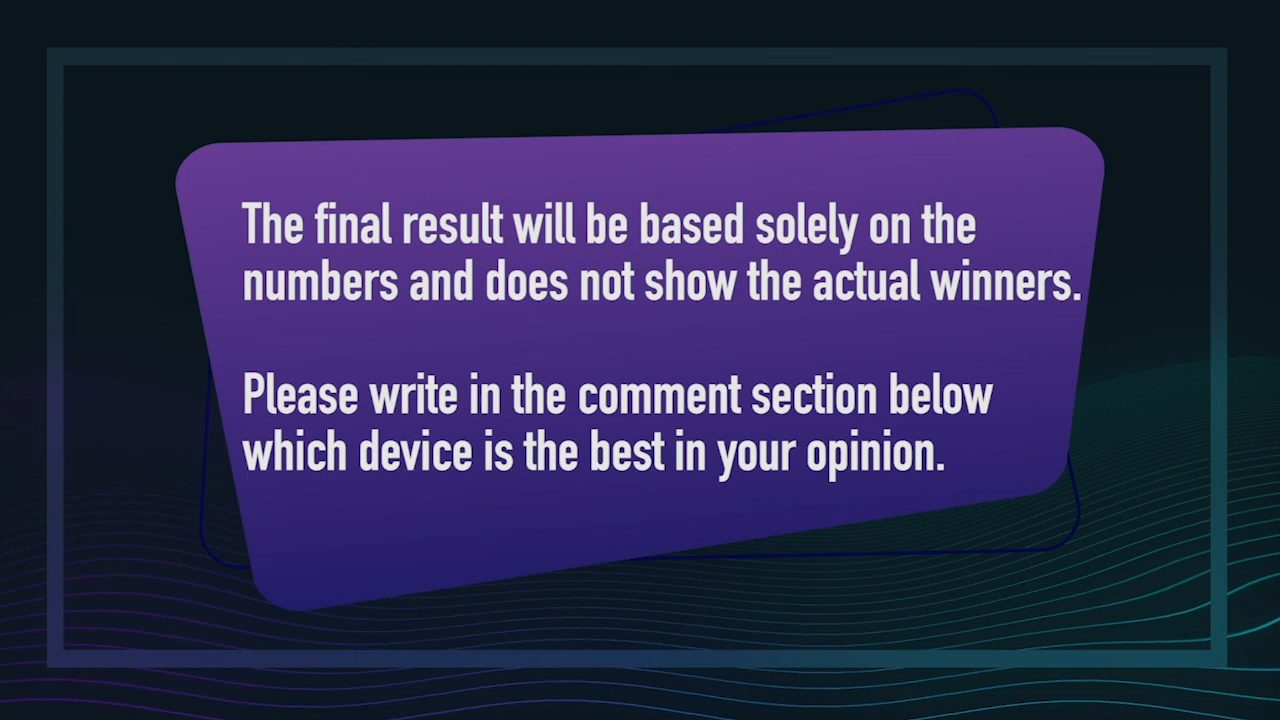 The final result will be based solely on the
numbers and does not show the actual winners.
Please write in the comment section below
which device is the best in your opinion.